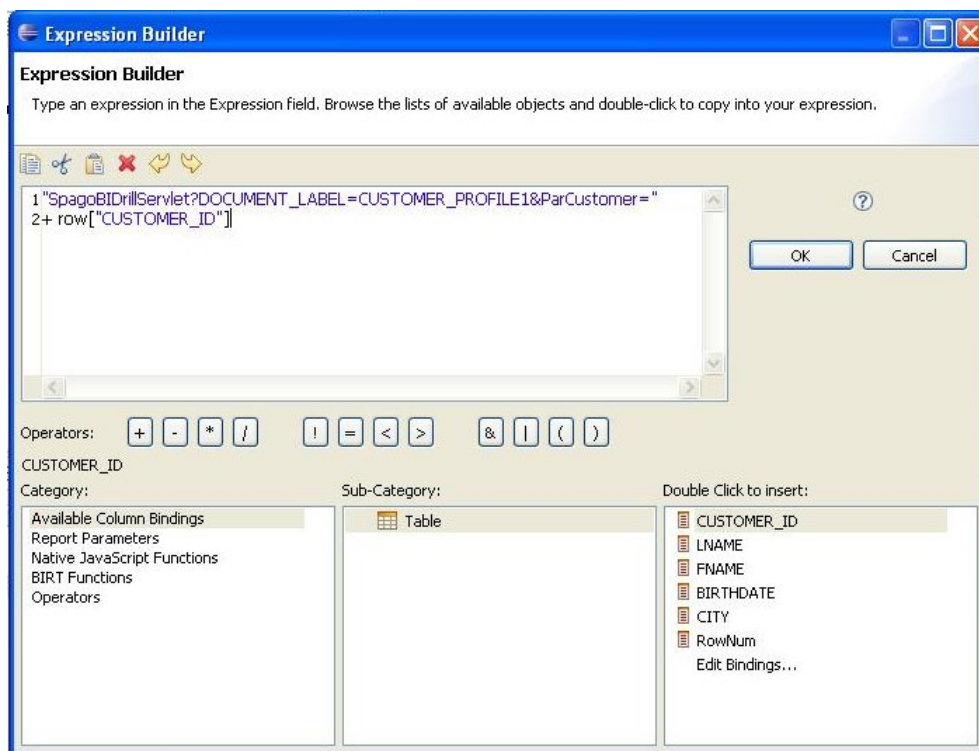 Expression Builder
Expression Builder
Type an expression in the Expression field. Browse the lists of available objects and double-click to copy into your expression.
1 "SpagoBIDrillServlet?DOCUMENT_LABEL=CUSTOMER_PROFILE1&ParCustomer="
2 + row["CUSTOMER_ID"]
?
OK Cancel
Operators: + - * / ! = < > & | ( )
CUSTOMER_ID
Category: Sub-Category: Double Click to insert:
Available Column Bindings
Report Parameters
Native JavaScript Functions
BIRT Functions
Operators
Table
CUSTOMER_ID
LNAME
FNAME
BIRTHDATE
CITY
RowNum
Edit Bindings...